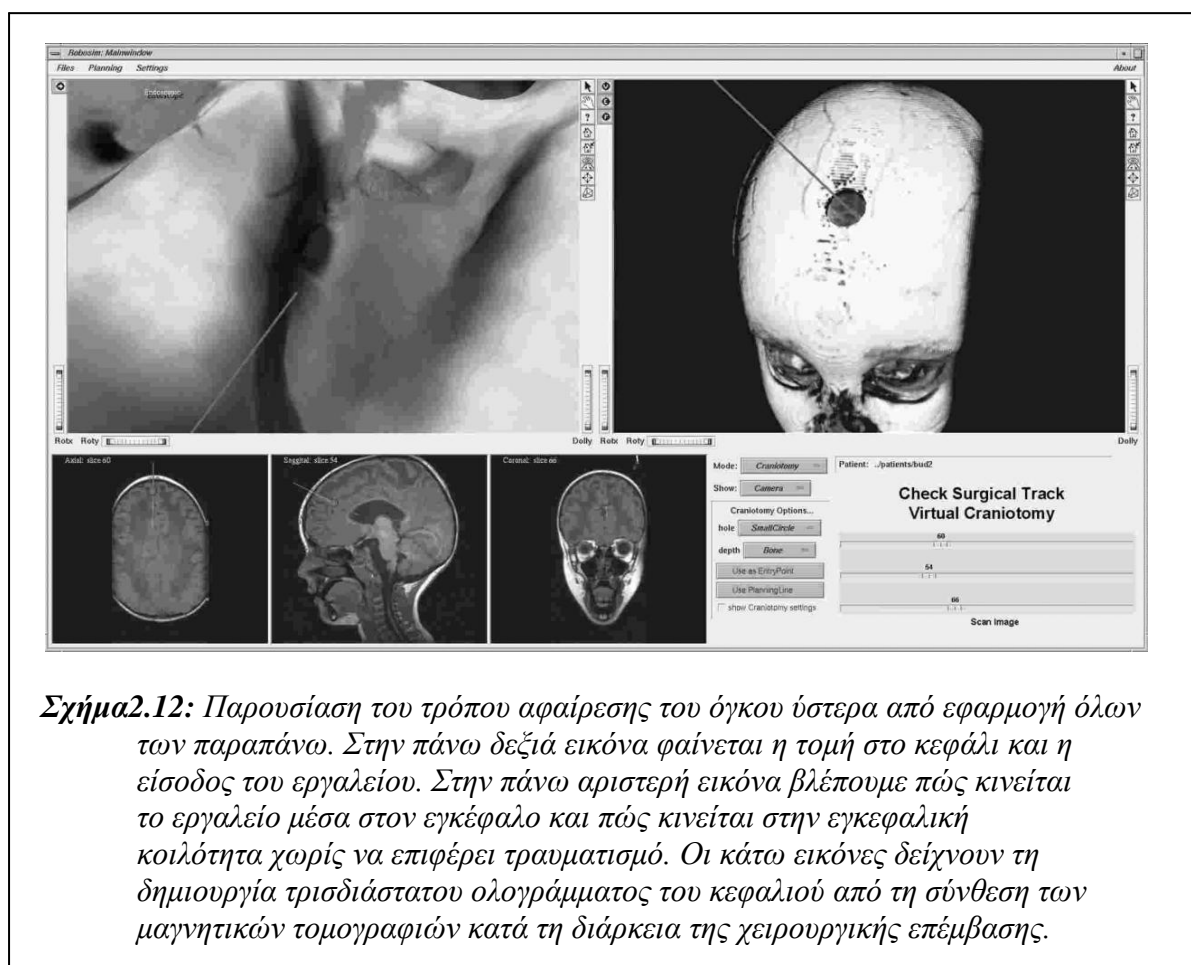 Robosim: Mainwindow
Files Planning Settings About
Endoscope
Rotx Roty Dolly Rotx Roty Dolly
Axial: slice 60 Saggital: slice 54 Coronal: slice 66
Mode: Craniotomy
Show: Camera
Craniotomy Options...
hole SmallCircle
depth Bone
Use as EntryPoint
Use PlanningLine
show Craniotomy settings
Patient: ../patients/bud2
Check Surgical Track
Virtual Craniotomy
60
54
66
Scan Image
Σχήμα2.12: Παρουσίαση του τρόπου αφαίρεσης του όγκου ύστερα από εφαρμογή όλων
των παραπάνω. Στην πάνω δεξιά εικόνα φαίνεται η τομή στο κεφάλι και η
είσοδος του εργαλείου. Στην πάνω αριστερή εικόνα βλέπουμε πώς κινείται
το εργαλείο μέσα στον εγκέφαλο και πώς κινείται στην εγκεφαλική
κοιλότητα χωρίς να επιφέρει τραυματισμό. Οι κάτω εικόνες δείχνουν τη
δημιουργία τρισδιάστατου ολογράμματος του κεφαλιού από τη σύνθεση των
μαγνητικών τομογραφιών κατά τη διάρκεια της χειρουργικής επέμβασης.